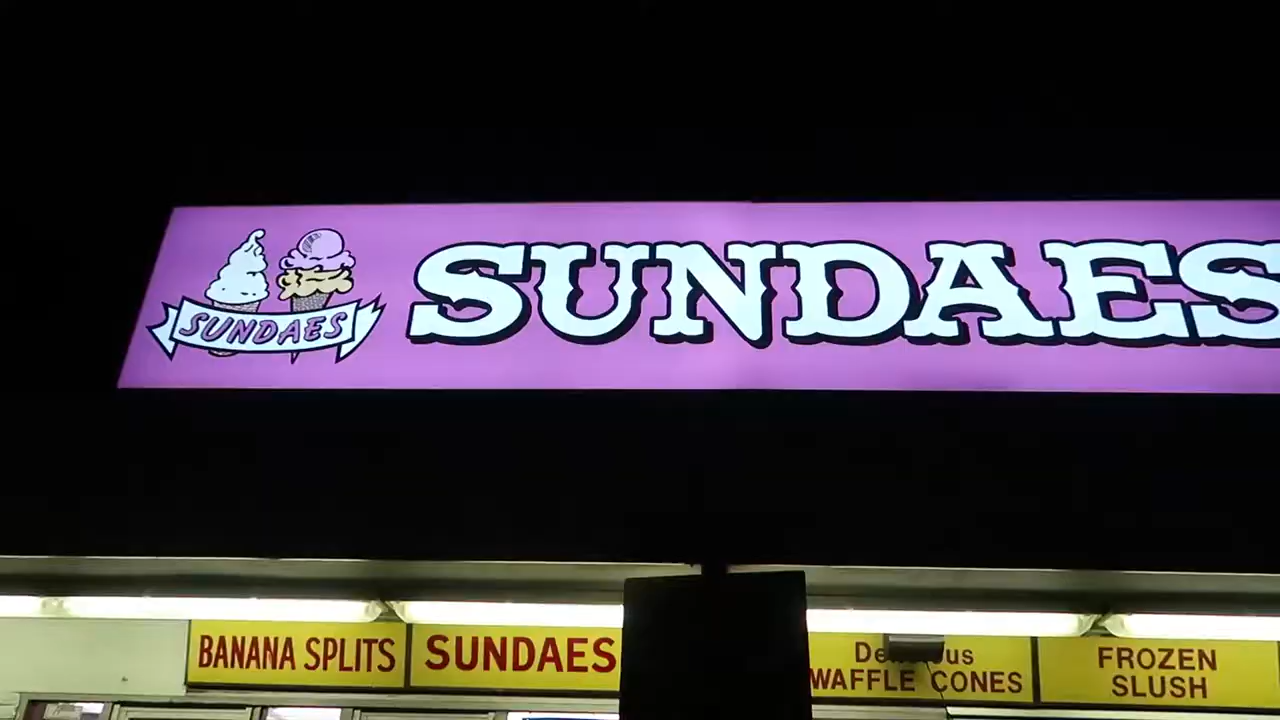 SUNDAES
SUNDAES
BANANA SPLITS
SUNDAES
WAFFLE CONES
FROZEN
SLUSH